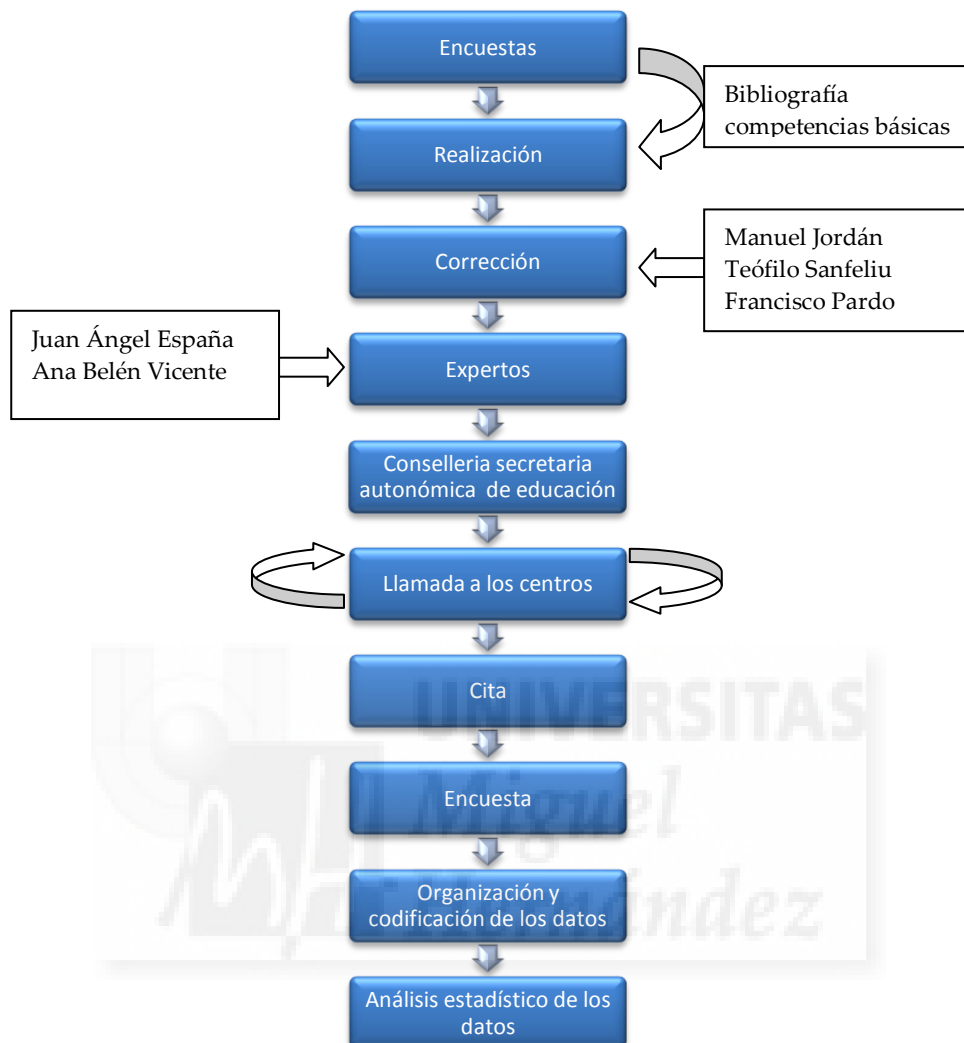 Encuestas
Bibliografía
competencias básicas
Realización
Corrección
Manuel Jordán
Teófilo Sanfeliu
Francisco Pardo
Juan Ángel España
Ana Belén Vicente
Expertos
Conselleria secretaria
autonómica de educación
Llamada a los centros
Cita
UNIVERSITAS
Encuesta
Miguel
Organización y
codificación de los datos
Hernández
Análisis estadístico de los
datos